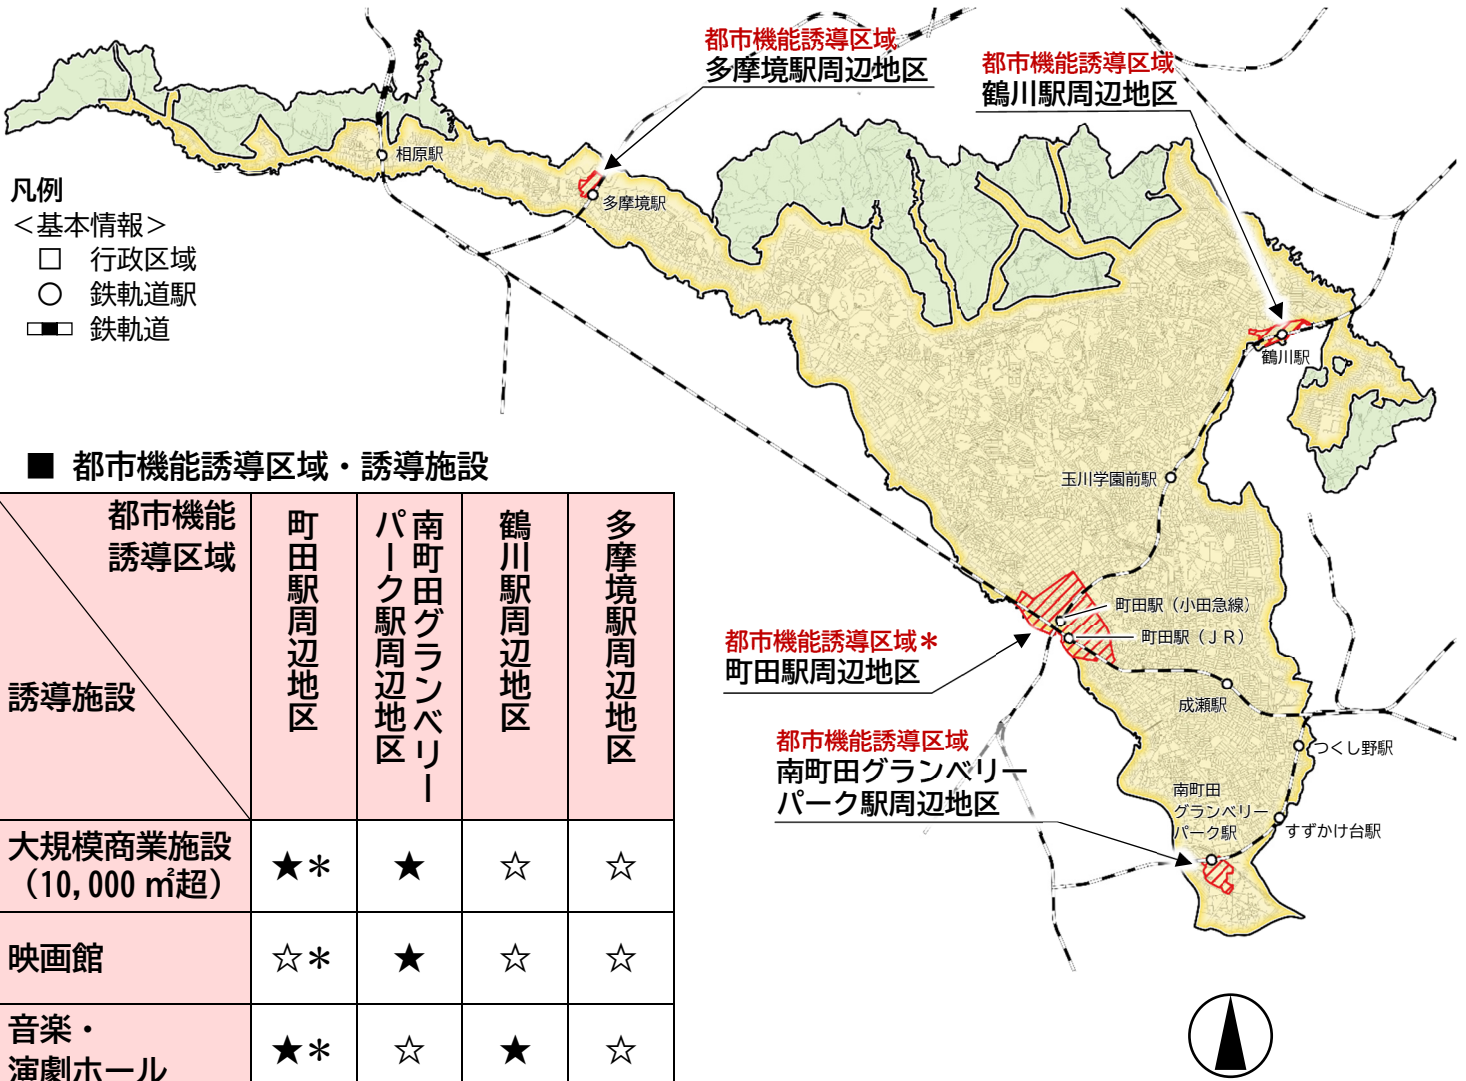 都市機能誘導区域
多摩境駅周辺地区
都市機能誘導区域
鶴川駅周辺地区
相原駅
多摩境駅
凡例
＜基本情報＞
行政区域
鉄軌道駅
鉄軌道
鶴川駅
玉川学園前駅
町田駅（小田急線）
町田駅（ＪＲ）
都市機能誘導区域＊
町田駅周辺地区
成瀬駅
つくし野駅
都市機能誘導区域
南町田グランベリー
パーク駅周辺地区
南町田
グランベリー
パーク駅
すずかけ台駅
■ 都市機能誘導区域・誘導施設
都市機能
誘導区域
誘導施設
町田駅周辺地区
南町田グランベリー
パーク駅周辺地区
鶴川駅周辺地区
多摩境駅周辺地区
大規模商業施設
（10,000 ㎡超）
★＊ ★ ☆ ☆
映画館
☆＊ ★ ☆ ☆
音楽・
演劇ホール
★＊ ☆ ★ ☆